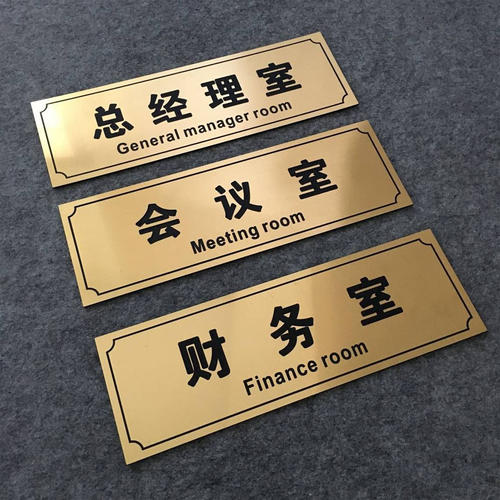 总经理室
General manager room
会议室
Meeting room
财务室
Finance room